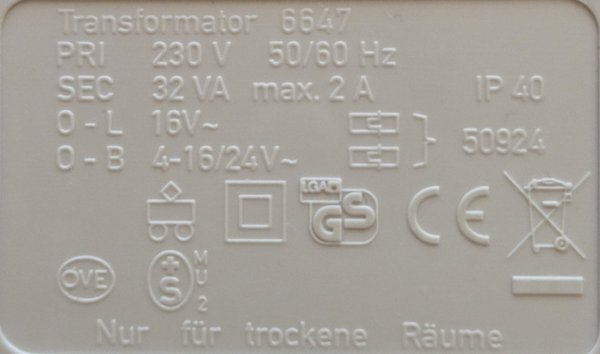 Transformator 6647
PRI 230 V 50/60 Hz
SEC 32 VA max. 2 A IP 40
0 - L 16V~
0 - B 4-16/24V~ 50924
LGA GS CE
ÖVE +S MU2
Nur für trockene Räume